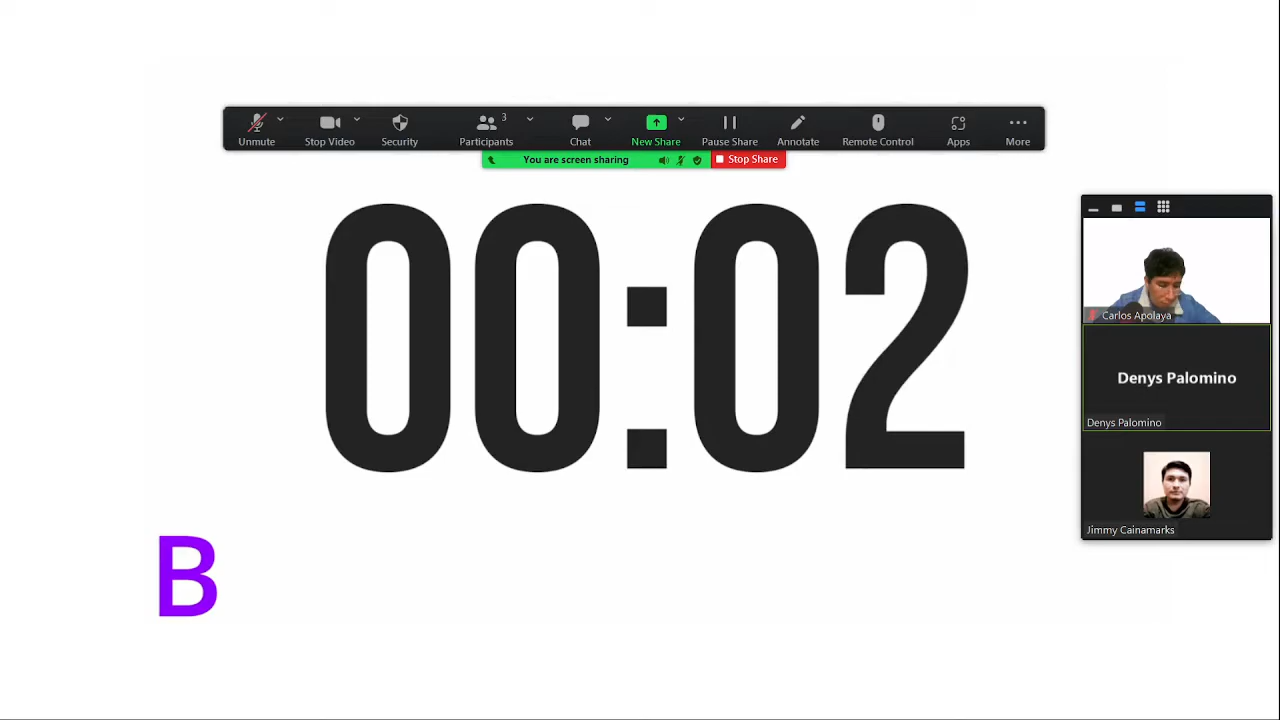 Unmute
Stop Video
Security
3
Participants
Chat
New Share
Pause Share
Annotate
Remote Control
Apps
More
You are screen sharing
Stop Share
00:02
Carlos Apolaya
Denys Palomino
Denys Palomino
Jimmy Cainamarks
B